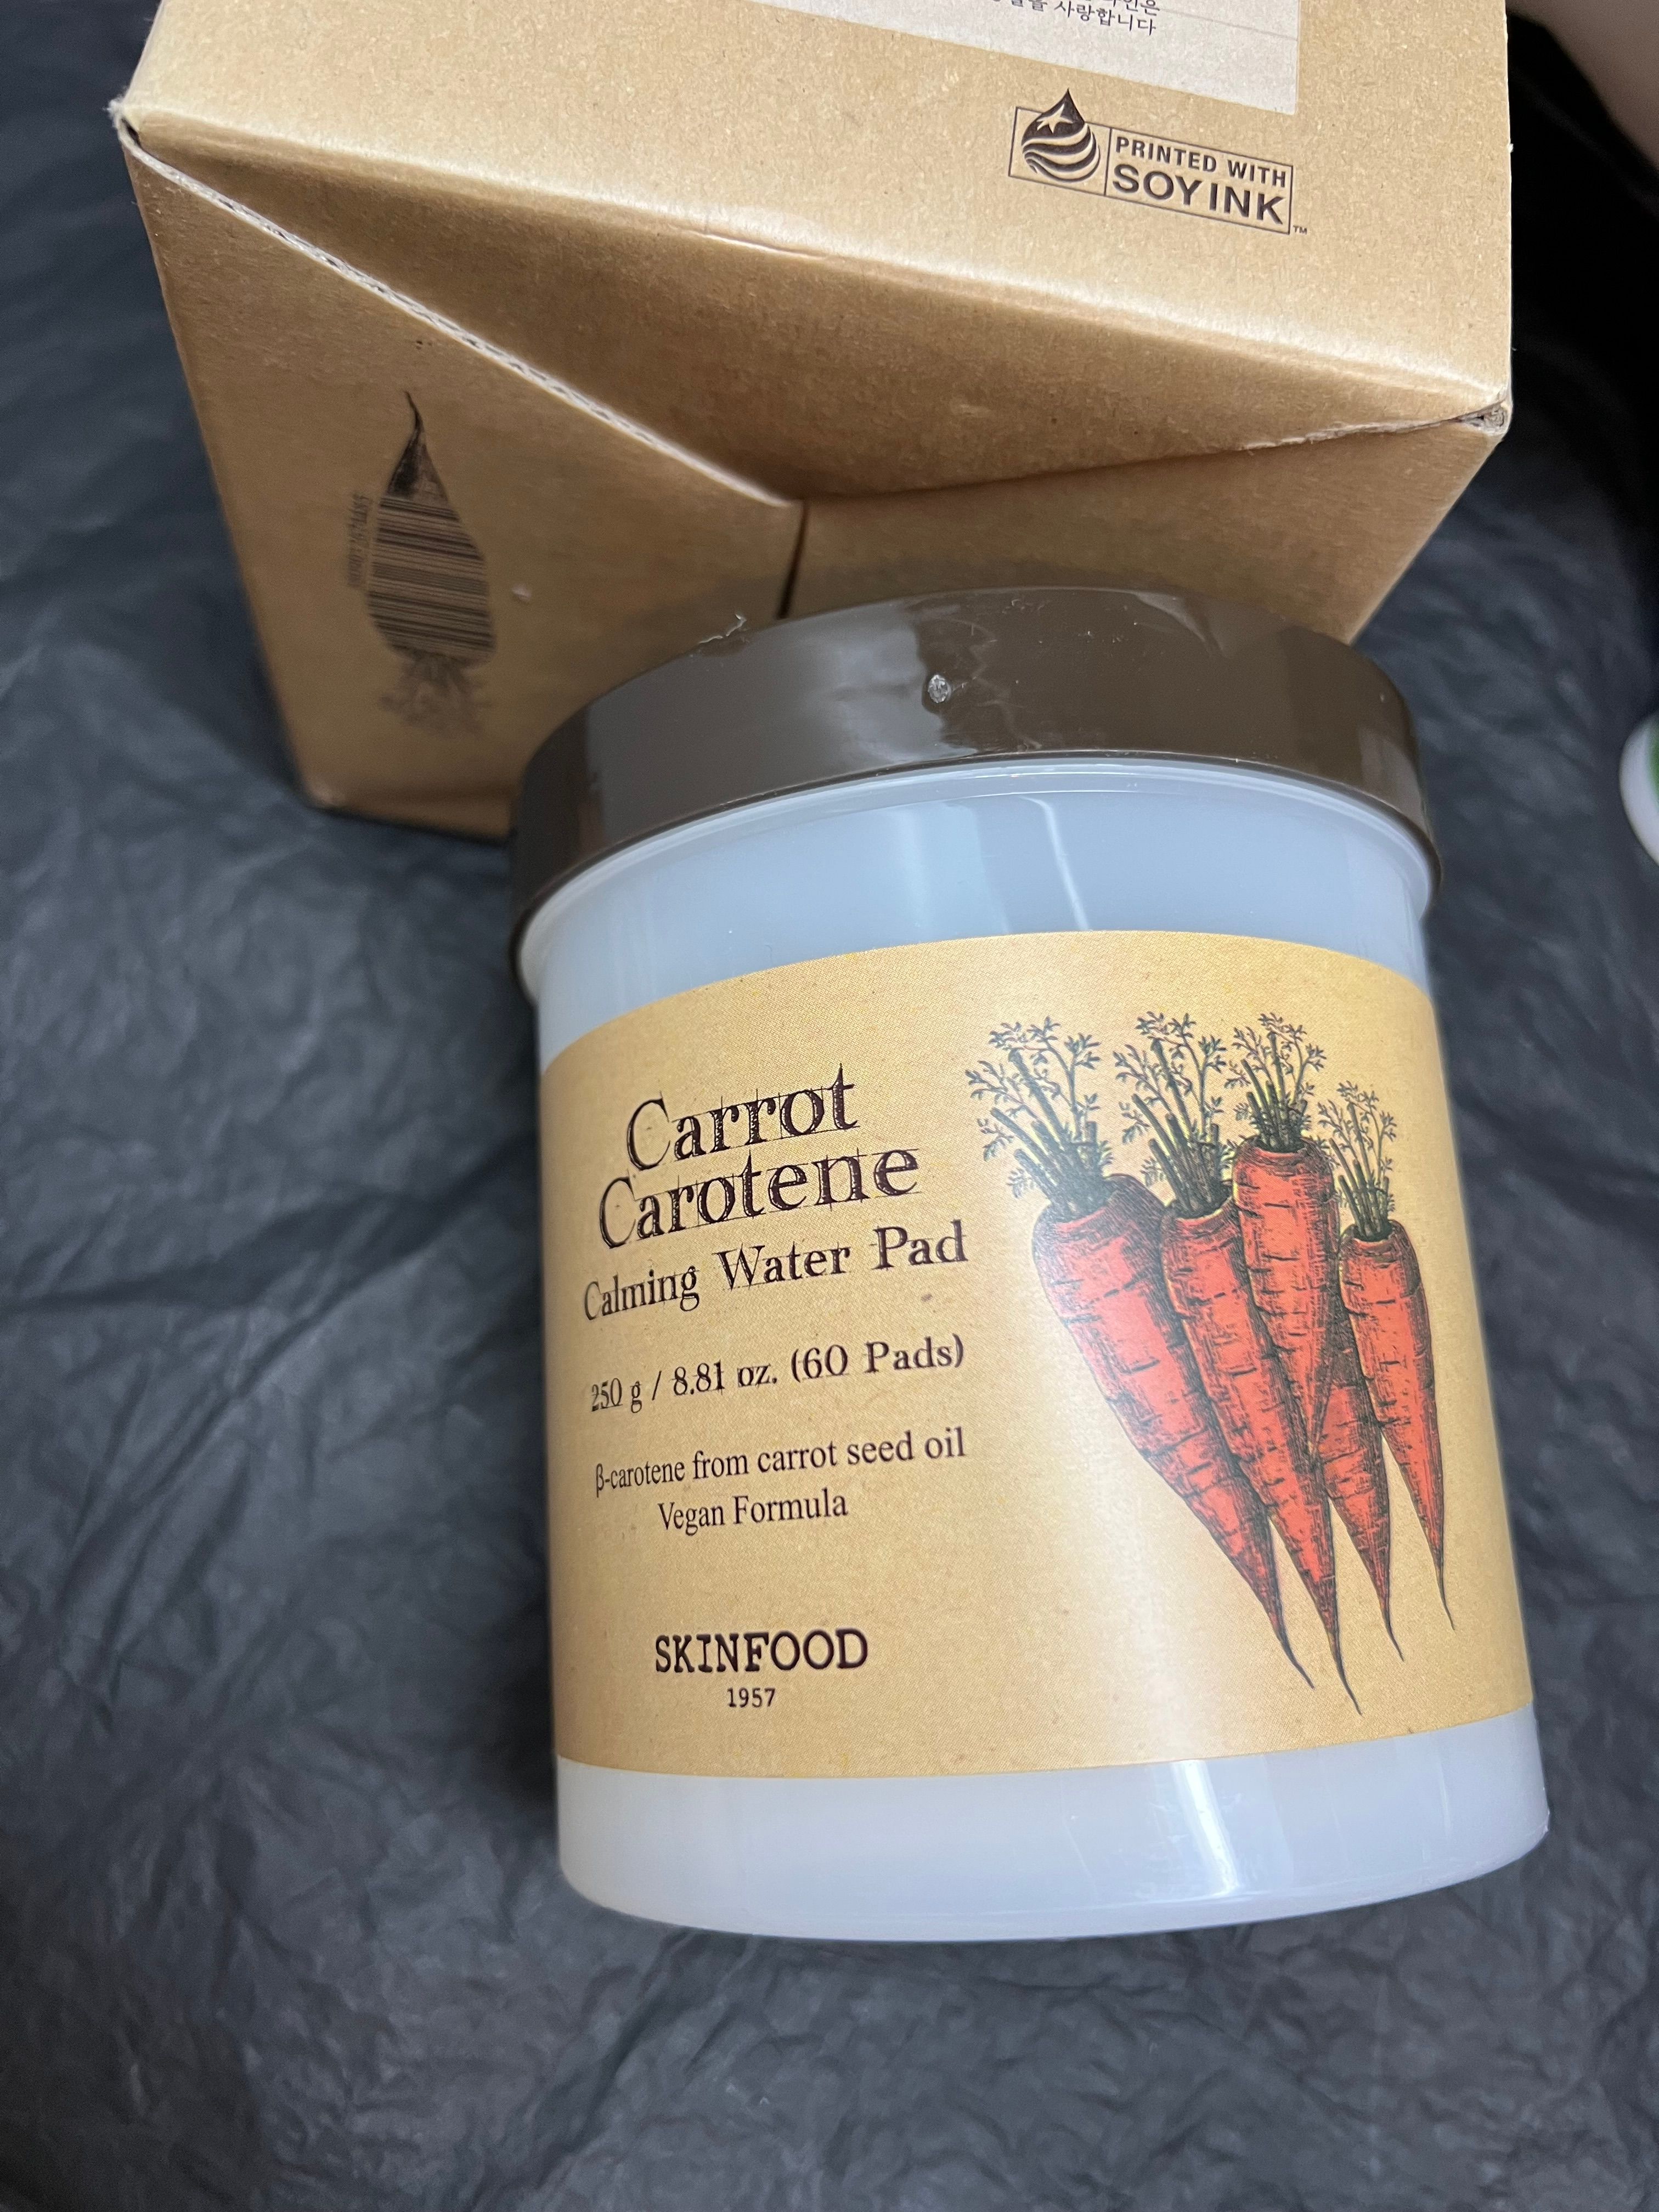 사랑합니다
PRINTED WITH
SOY INK
TM
Carrot
Carotene
Calming Water Pad
250 g / 8.81 oz. (60 Pads)
β-carotene from carrot seed oil
Vegan Formula
SKINFOOD
1957